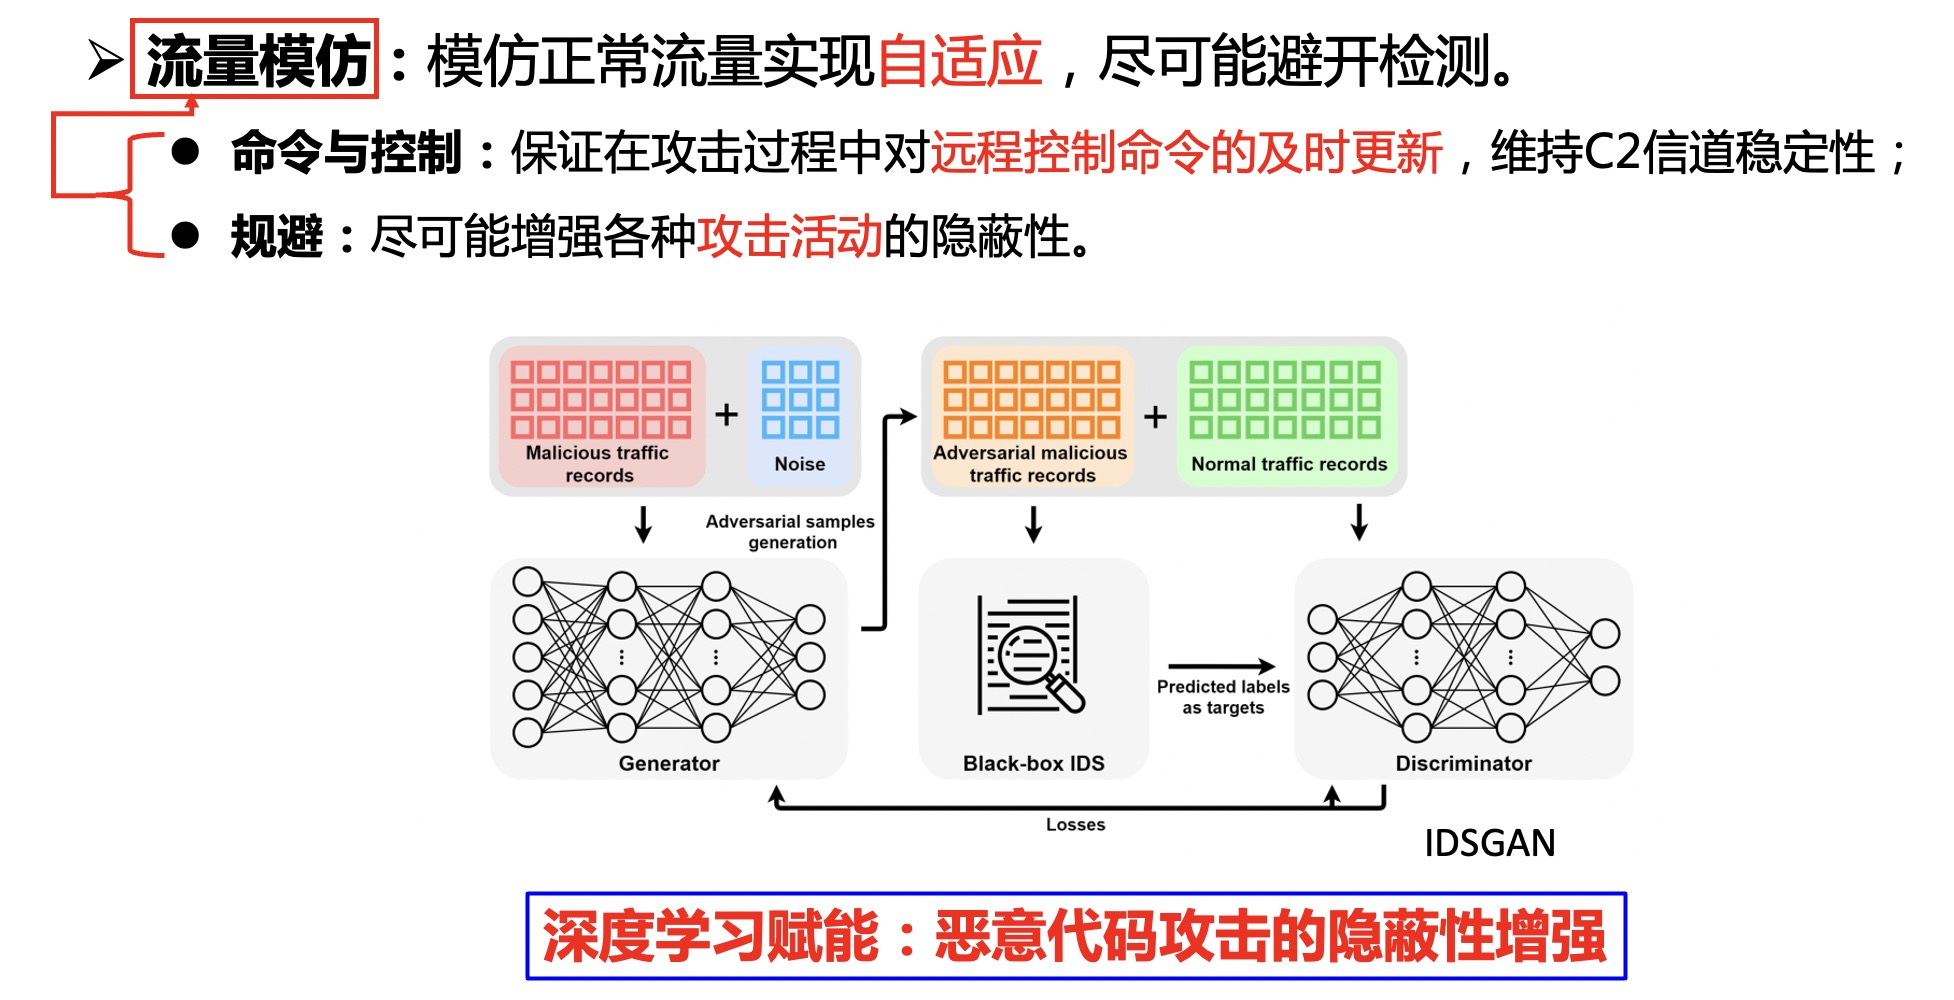 流量模仿：模仿正常流量实现自适应，尽可能避开检测。
命令与控制：保证在攻击过程中对远程控制命令的及时更新，维持C2信道稳定性；
规避：尽可能增强各种攻击活动的隐蔽性。
Malicious traffic
records
+
Noise
Adversarial malicious
traffic records
+
Normal traffic records
Adversarial samples
generation
Generator
Black-box IDS
Predicted labels
as targets
Discriminator
Losses
IDSGAN
深度学习赋能：恶意代码攻击的隐蔽性增强